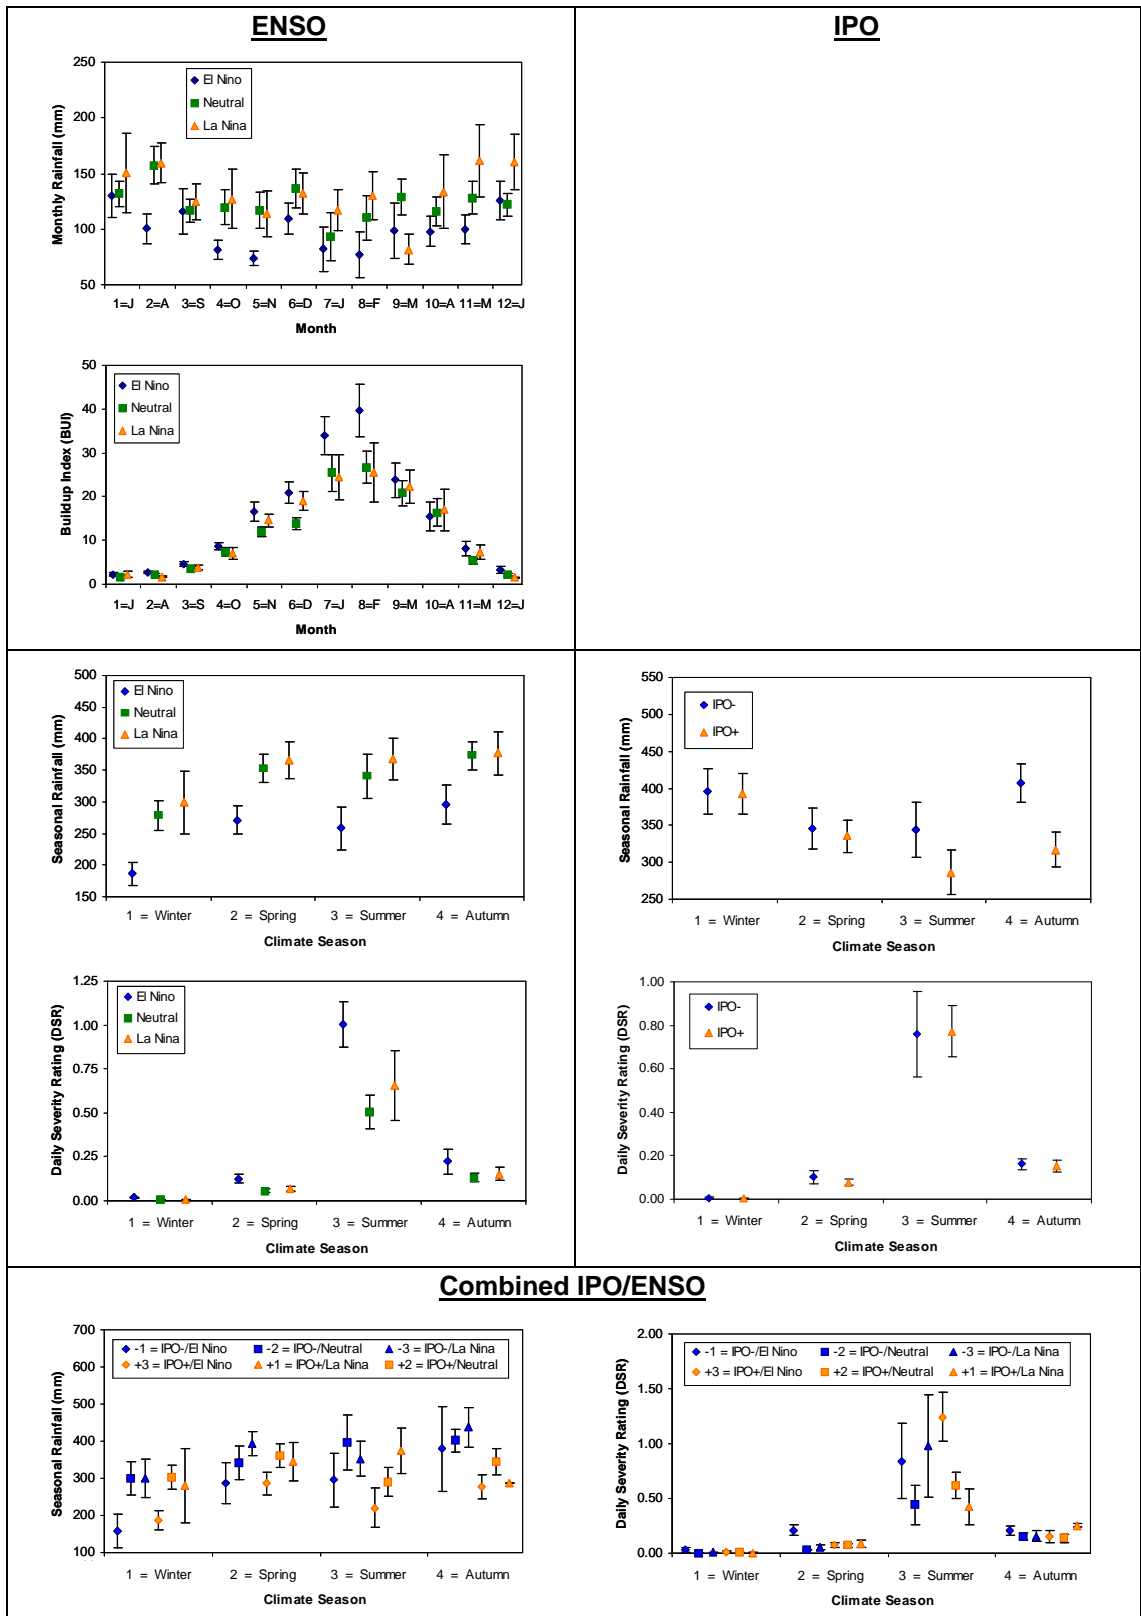 ENSO
IPO
250
200
150
100
50
Monthly Rainfall (mm)
El Nino
Neutral
La Nina
1=J 2=A 3=S 4=O 5=N 6=D 7=J 8=F 9=M 10=A 11=M 12=J
Month
50
40
30
20
10
0
Buildup Index (BUI)
El Nino
Neutral
La Nina
1=J 2=A 3=S 4=O 5=N 6=D 7=J 8=F 9=M 10=A 11=M 12=J
Month
500
450
400
350
300
250
200
150
Seasonal Rainfall (mm)
El Nino
Neutral
La Nina
1 = Winter 2 = Spring 3 = Summer 4 = Autumn
Climate Season
550
500
450
400
350
300
250
Seasonal Rainfall (mm)
IPO-
IPO+
1 = Winter 2 = Spring 3 = Summer 4 = Autumn
Climate Season
1.25
1.00
0.75
0.50
0.25
0.00
Daily Severity Rating (DSR)
El Nino
Neutral
La Nina
1 = Winter 2 = Spring 3 = Summer 4 = Autumn
Climate Season
1.00
0.80
0.60
0.40
0.20
0.00
Daily Severity Rating (DSR)
IPO-
IPO+
1 = Winter 2 = Spring 3 = Summer 4 = Autumn
Climate Season
Combined IPO/ENSO
700
600
500
400
300
200
100
Seasonal Rainfall (mm)
-1 = IPO-/El Nino -2 = IPO-/Neutral -3 = IPO-/La Nina
+3 = IPO+/El Nino +1 = IPO+/La Nina +2 = IPO+/Neutral
1 = Winter 2 = Spring 3 = Summer 4 = Autumn
Climate Season
2.00
1.50
1.00
0.50
0.00
Daily Severity Rating (DSR)
-1 = IPO-/El Nino -2 = IPO-/Neutral -3 = IPO-/La Nina
+3 = IPO+/El Nino +2 = IPO+/Neutral +1 = IPO+/La Nina
1 = Winter 2 = Spring 3 = Summer 4 = Autumn
Climate Season